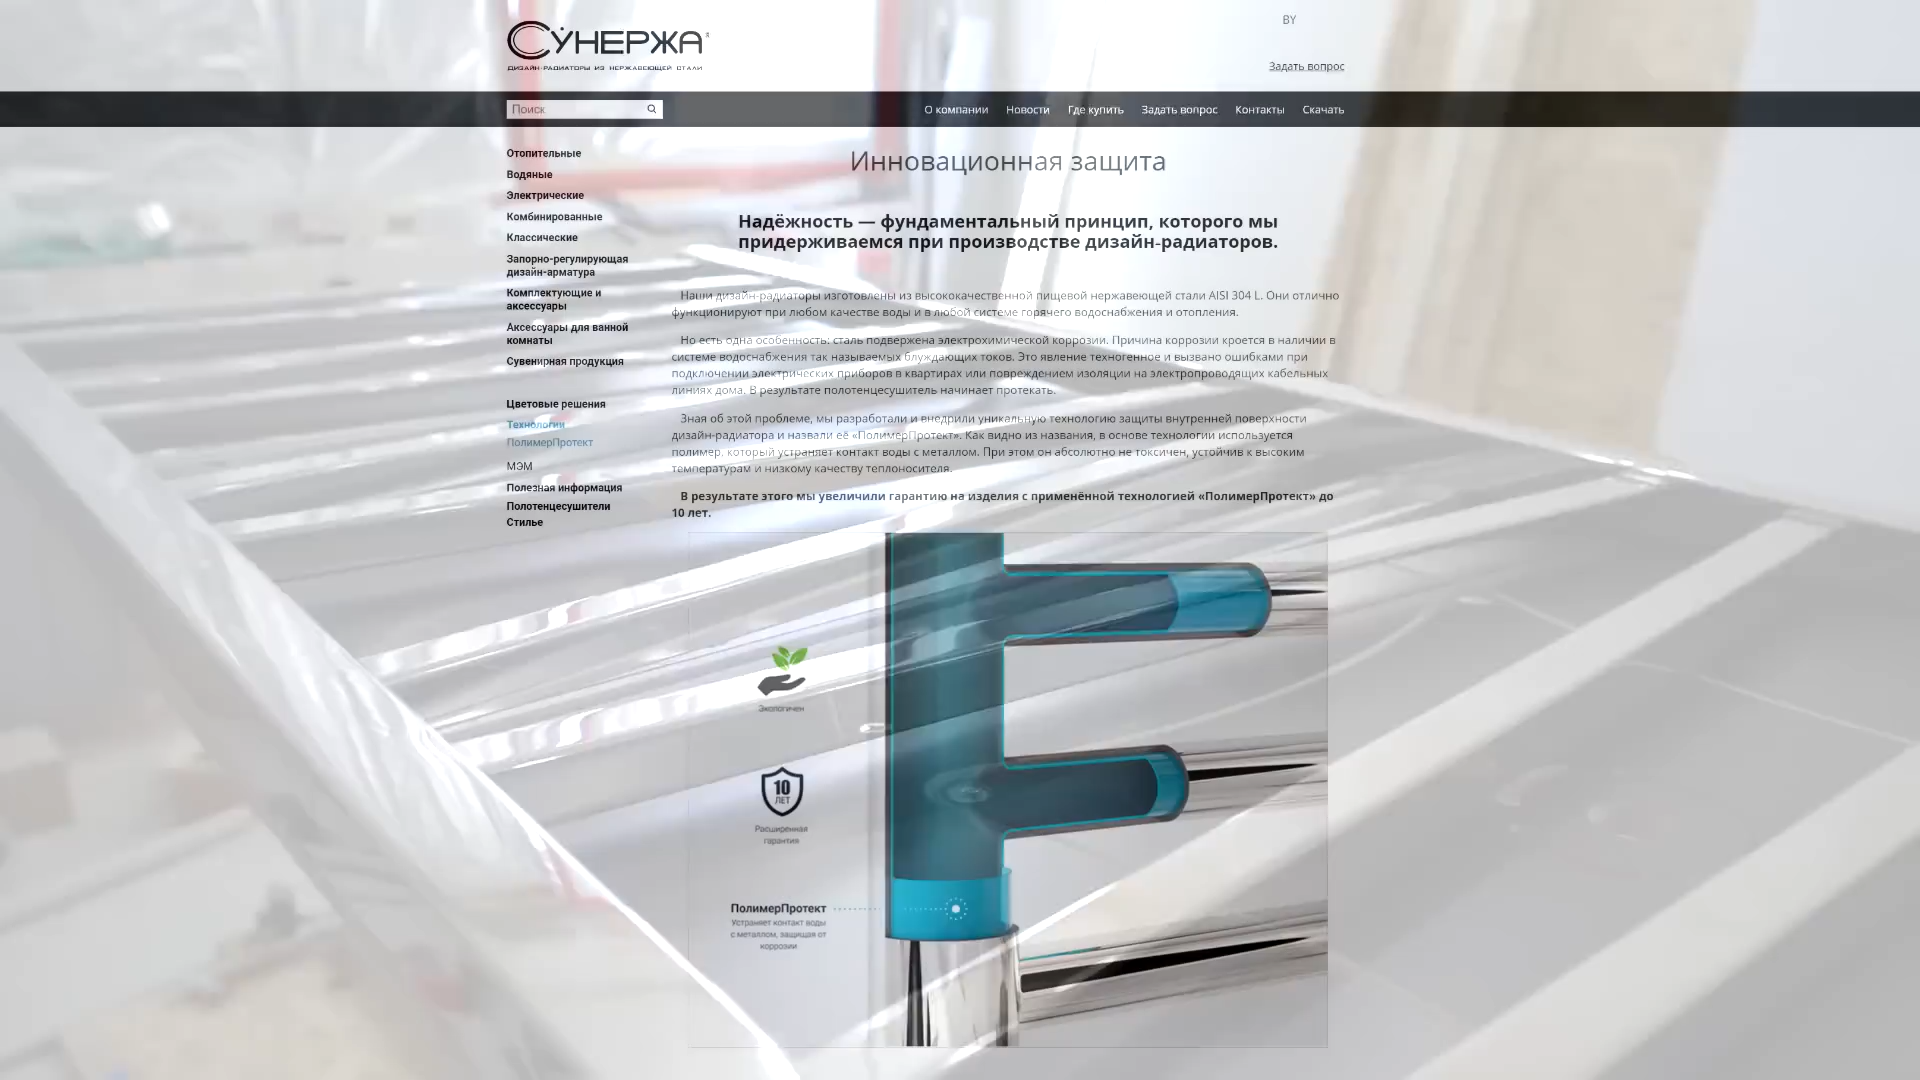 СУНЕРЖА
ДИЗАЙН-РАДИАТОРЫ ИЗ НЕРЖАВЕЮЩЕЙ СТАЛИ
BY
Задать вопрос
Поиск
О компании Новости Где купить Задать вопрос Контакты Скачать
Отопительные
Водяные
Электрические
Комбинированные
Классические
Запорно-регулирующая
дизайн-арматура
Комплектующие и
аксессуары
Аксессуары для ванной
комнаты
Сувенирная продукция
Цветовые решения
Технологии
ПолимерПротект
МЭМ
Полезная информация
Полотенцесушители
Стилье
Инновационная защита
Надёжность — фундаментальный принцип, которого мы
придерживаемся при производстве дизайн-радиаторов.
Наши дизайн-радиаторы изготовлены из высококачественной пищевой нержавеющей стали AISI 304 L. Они отлично
функционируют при любом качестве воды и в любой системе горячего водоснабжения и отопления.
Но есть одна особенность: сталь подвержена электрохимической коррозии. Причина коррозии кроется в наличии в
системе водоснабжения так называемых блуждающих токов. Это явление техногенное и вызвано ошибками при
подключении электрических приборов в квартирах или повреждением изоляции на электропроводящих кабельных
линиях дома. В результате полотенцесушитель начинает протекать.
Зная об этой проблеме, мы разработали и внедрили уникальную технологию защиты внутренней поверхности
дизайн-радиатора и назвали её «ПолимерПротект». Как видно из названия, в основе технологии используется
полимер, который устраняет контакт воды с металлом. При этом он абсолютно не токсичен, устойчив к высоким
температурам и низкому качеству теплоносителя.
В результате этого мы увеличили гарантию на изделия с применённой технологией «ПолимерПротект» до
10 лет.
Экологичен
10
ЛЕТ
Расширенная
гарантия
ПолимерПротект
Устраняет контакт воды
с металлом, защищая от
коррозии